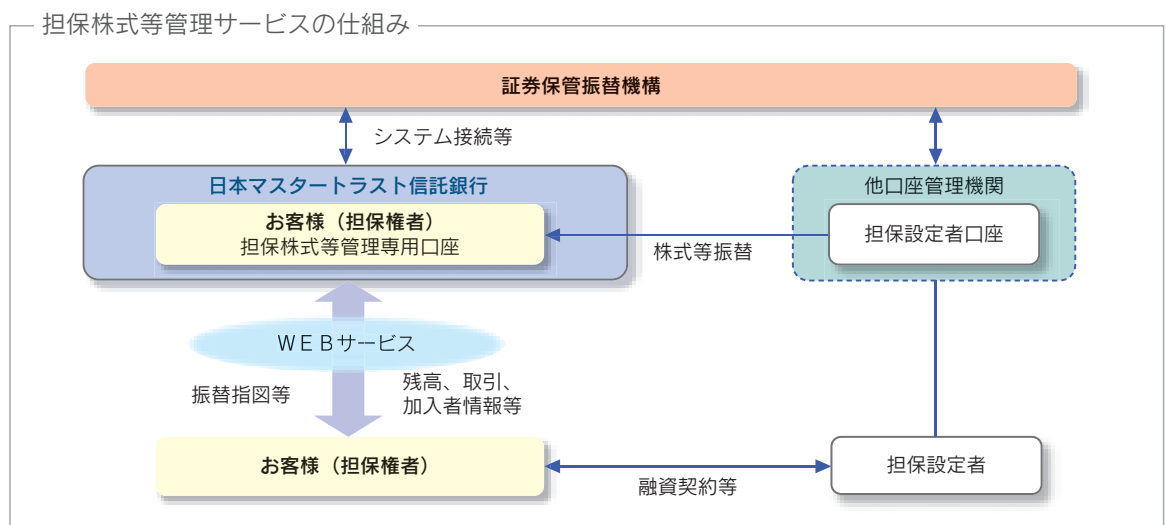 担保株式等管理サービスの仕組み
証券保管振替機構
システム接続等
日本マスタートラスト信託銀行
お客様（担保権者）
担保株式等管理専用口座
株式等振替
他口座管理機関
担保設定者口座
ＷＥＢサービス
振替指図等
残高、取引、
加入者情報等
お客様（担保権者）
融資契約等
担保設定者